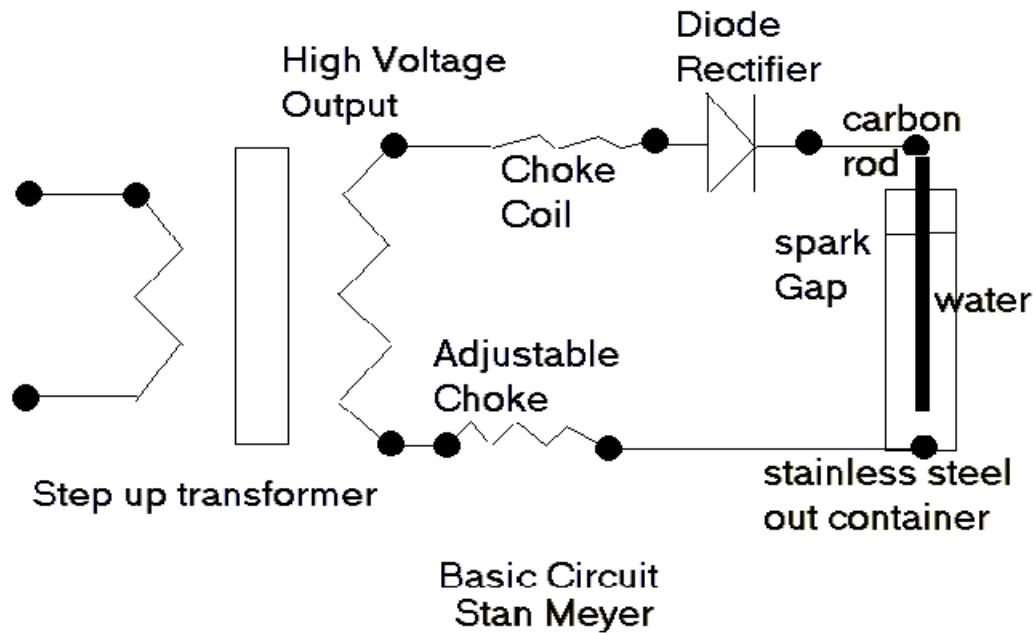 Diode
Rectifier
High Voltage
Output
carbon
rod
Choke
Coil
spark
Gap
water
Adjustable
Choke
stainless steel
out container
Step up transformer
Basic Circuit
Stan Meyer